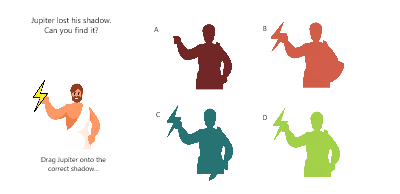 Jupiter lost his shadow.
Can you find it?
A
B
C
D
Drag Jupiter onto the
correct shadow...